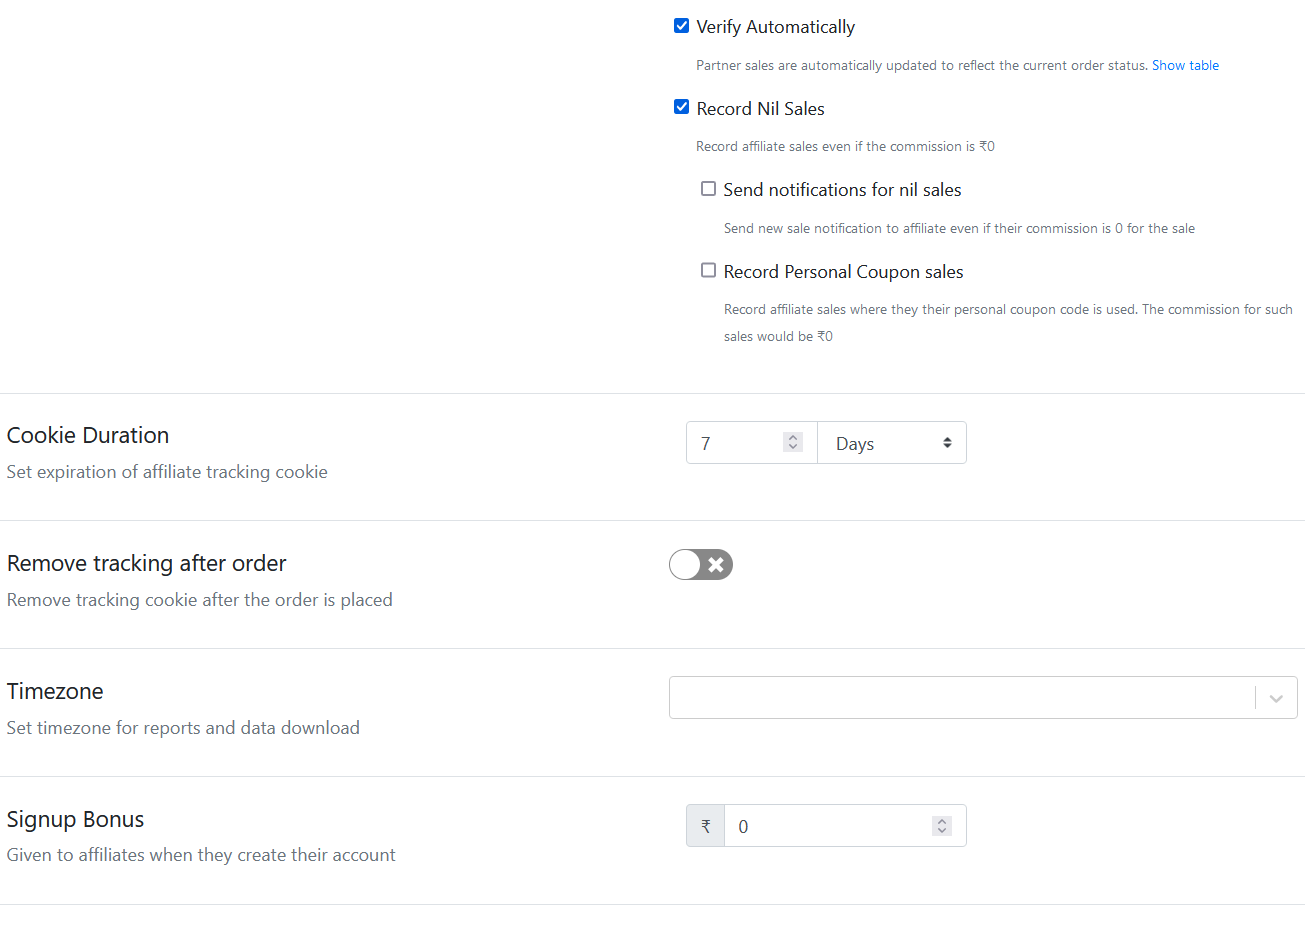 Verify Automatically
Partner sales are automatically updated to reflect the current order status. Show table
Record Nil Sales
Record affiliate sales even if the commission is ₹0
Send notifications for nil sales
Send new sale notification to affiliate even if their commission is 0 for the sale
Record Personal Coupon sales
Record affiliate sales where they their personal coupon code is used. The commission for such
sales would be ₹0
Cookie Duration
7 Days
Set expiration of affiliate tracking cookie
Remove tracking after order
Remove tracking cookie after the order is placed
Timezone
Set timezone for reports and data download
Signup Bonus
₹ 0
Given to affiliates when they create their account